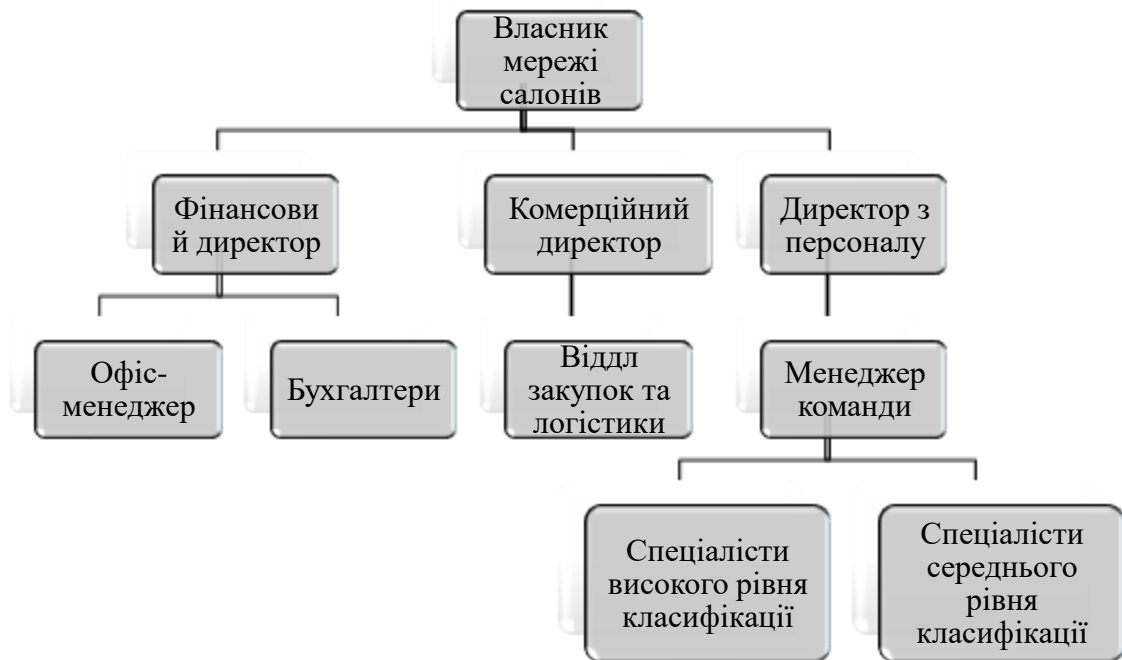 Власник
мережі
салонів
Фінансови
й директор
Комерційний
директор
Директор з
персоналу
Офіс-
менеджер
Бухгалтери
Віддл
закупок та
логістики
Менеджер
команди
Спеціалісти
високого рівня
класифікації
Спеціалісти
середнього
рівня
класифікації